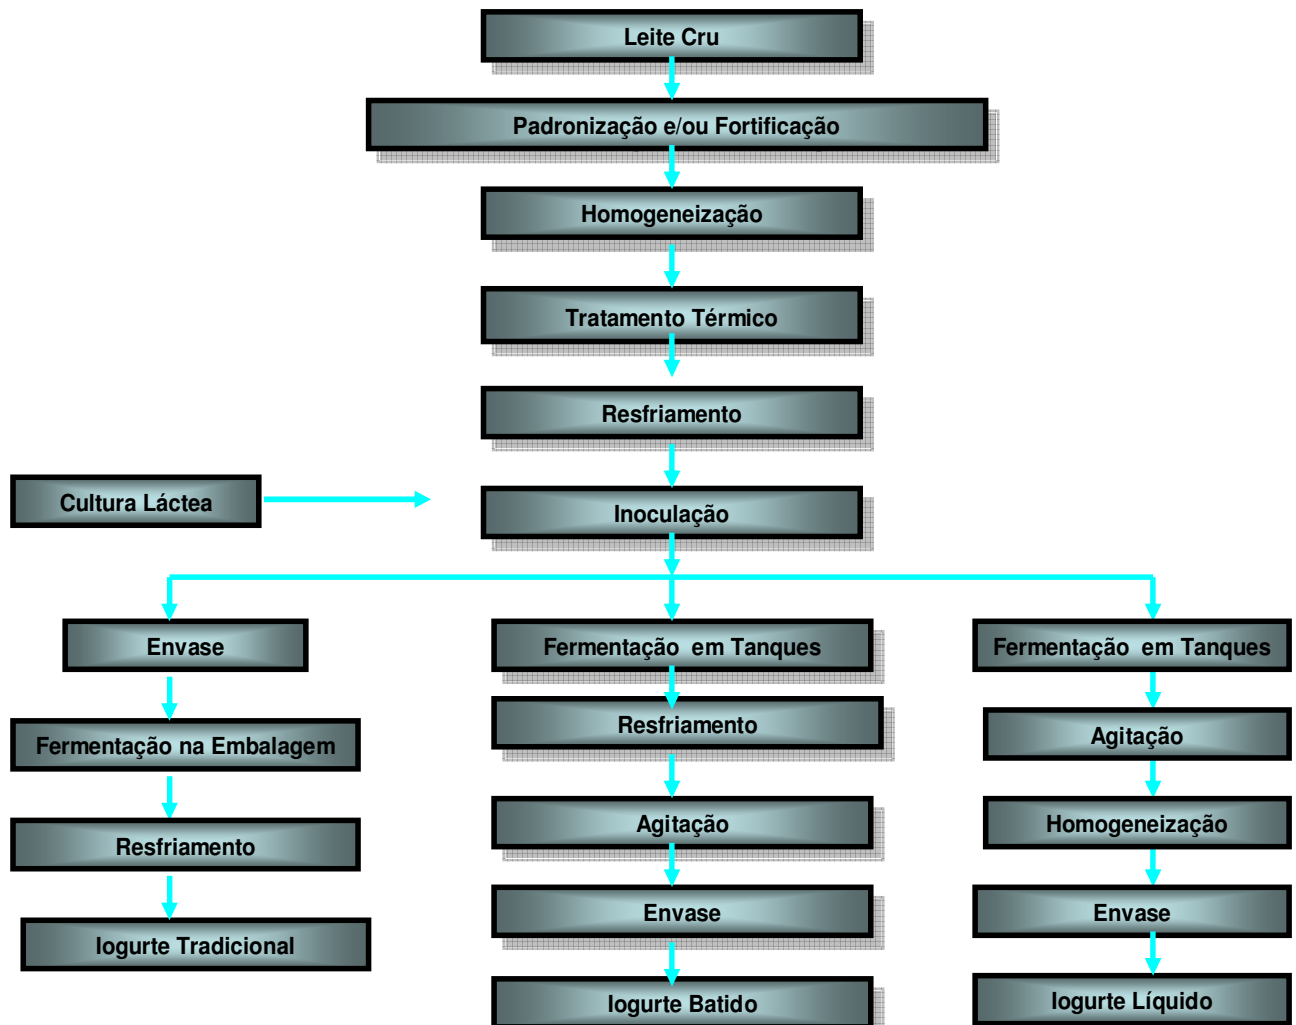 Leite Cru
Padronização e/ou Fortificação
Homogeneização
Tratamento Térmico
Resfriamento
Cultura Láctea
Inoculação
Envase
Fermentação na Embalagem
Resfriamento
Iogurte Tradicional
Fermentação em Tanques
Resfriamento
Agitação
Envase
Iogurte Batido
Fermentação em Tanques
Agitação
Homogeneização
Envase
Iogurte Líquido